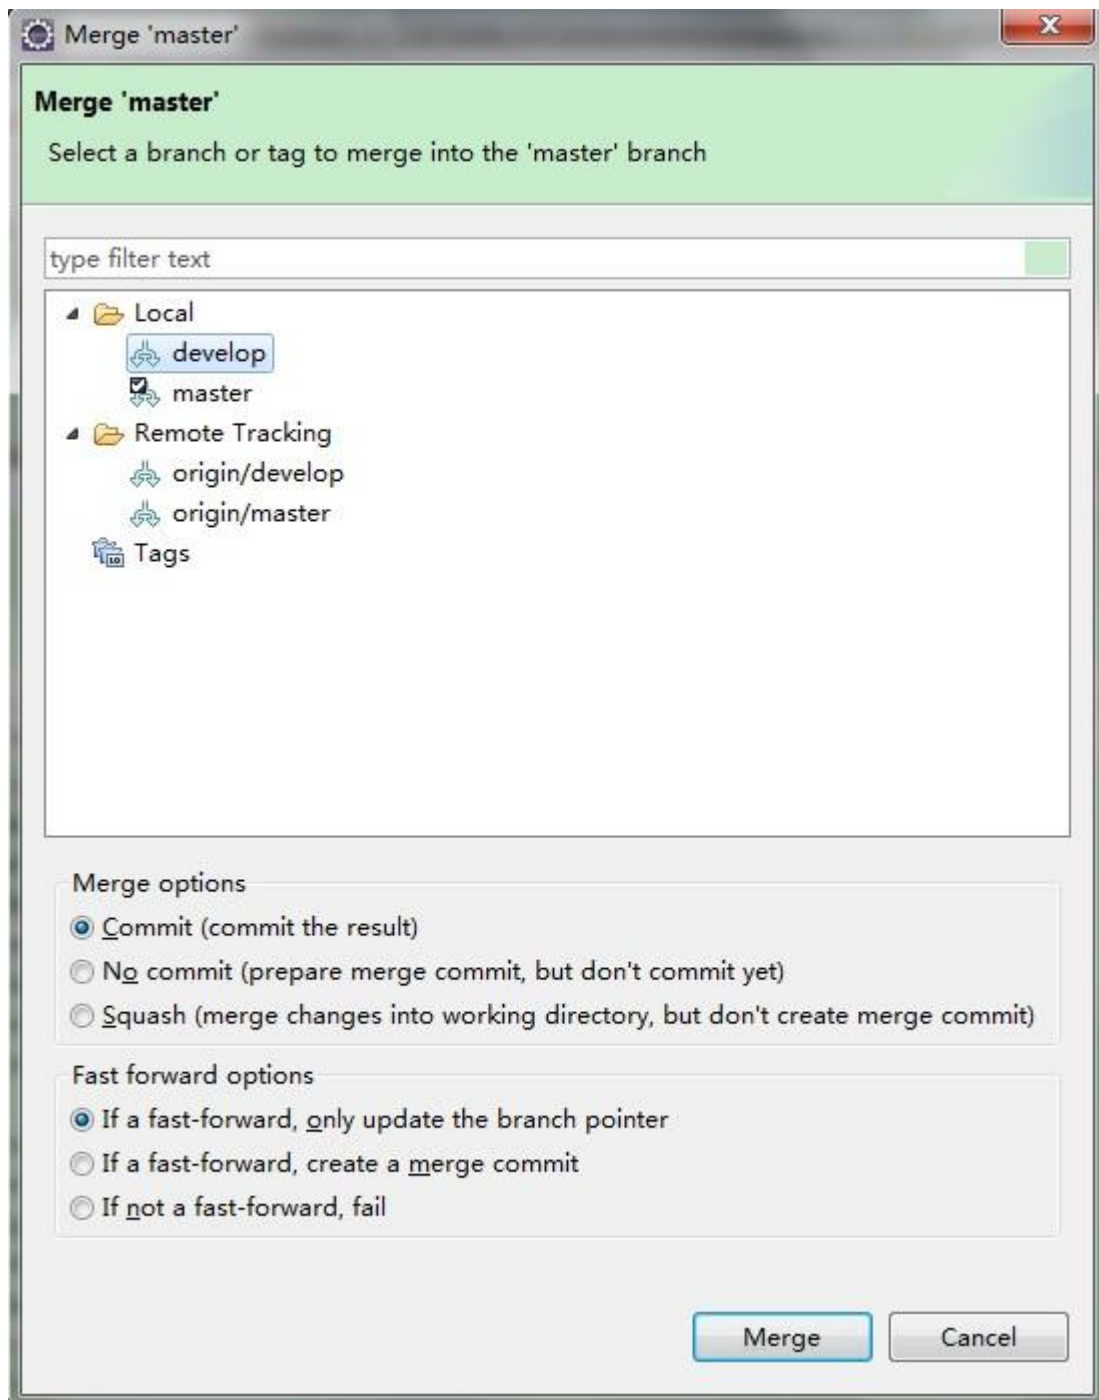 Merge 'master'
Merge 'master'
Select a branch or tag to merge into the 'master' branch
type filter text
Local
develop
master
Remote Tracking
origin/develop
origin/master
Tags
Merge options
Commit (commit the result)
No commit (prepare merge commit, but don't commit yet)
Squash (merge changes into working directory, but don't create merge commit)
Fast forward options
If a fast-forward, only update the branch pointer
If a fast-forward, create a merge commit
If not a fast-forward, fail
Merge Cancel